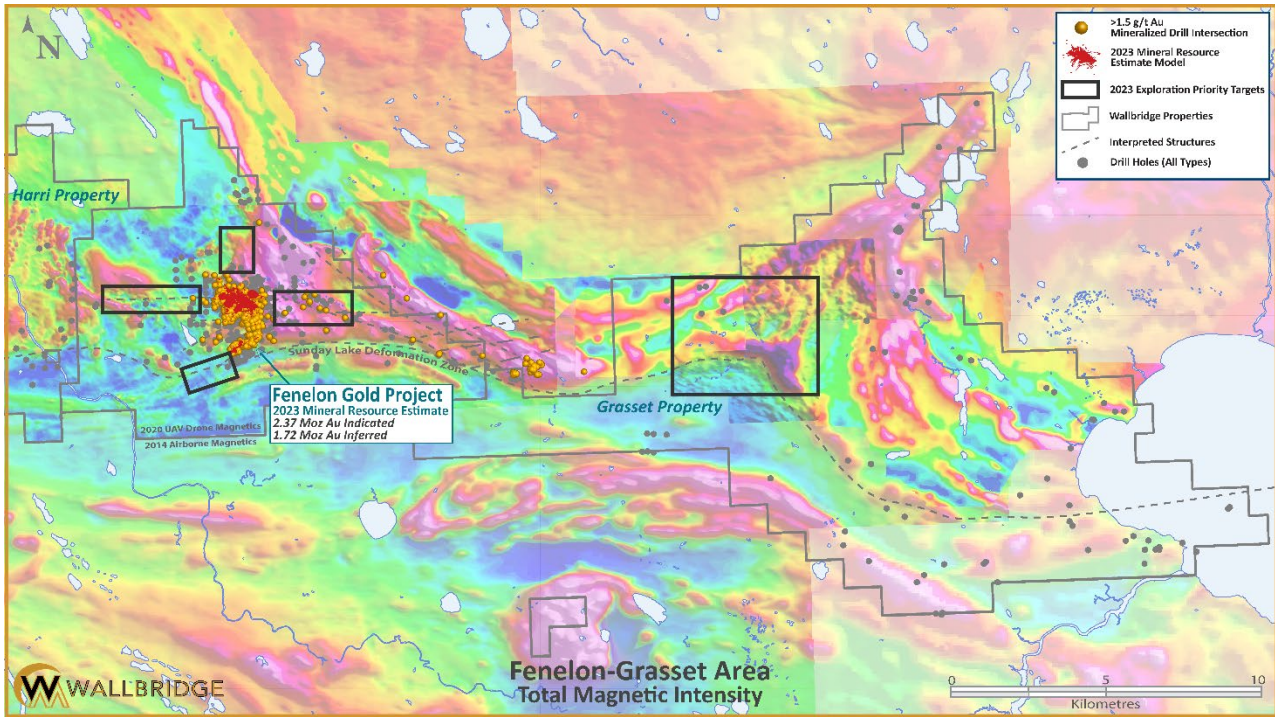 N
>1.5 g/t Au
Mineralized Drill Intersection
2023 Mineral Resource
Estimate Model
2023 Exploration Priority Targets
Wallbridge Properties
Interpreted Structures
Drill Holes (All Types)
Harri Property
Sunday Lake Deformation Zone
Fenelon Gold Project
2023 Mineral Resource Estimate
2.37 Moz Au Indicated
1.72 Moz Au Inferred
Grasset Property
2020 UAV-Drone Magnetics
2014 Airborne Magnetics
Fenelon-Grasset Area
Total Magnetic Intensity
WALLBRIDGE
0 5 10
Kilometres